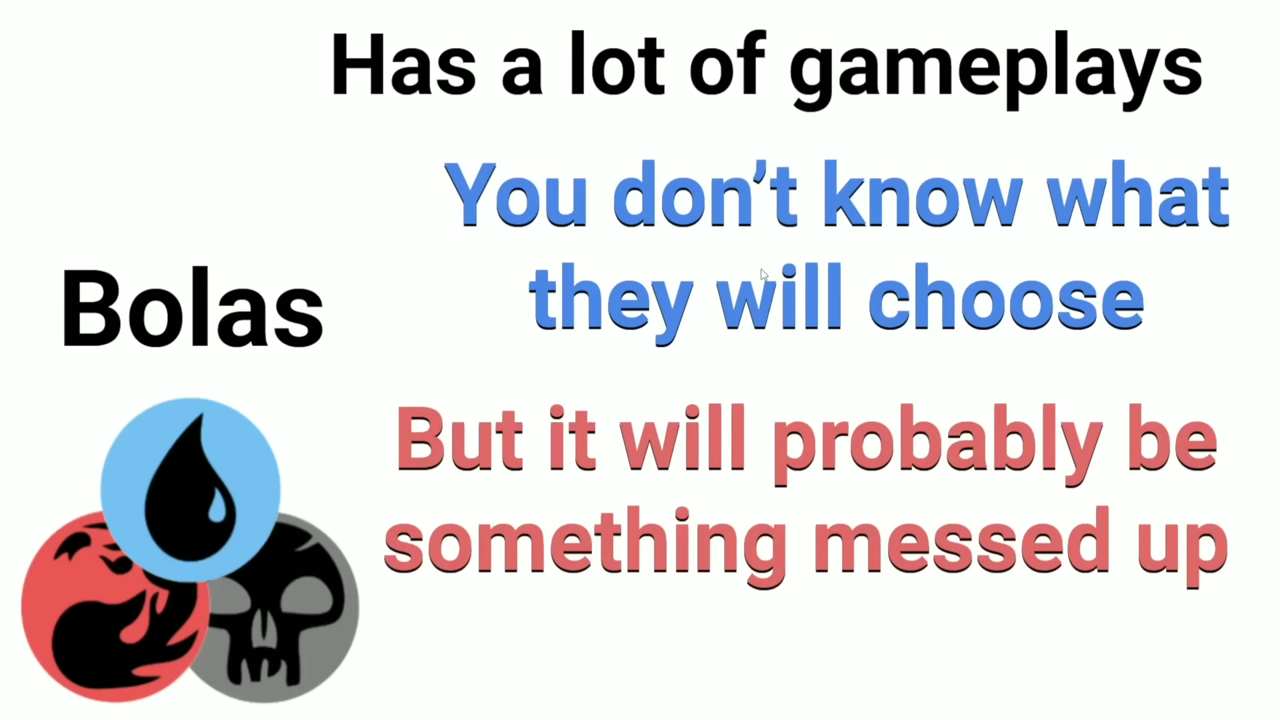 Has a lot of gameplays
You don’t know what
they will choose
Bolas
But it will probably be
something messed up